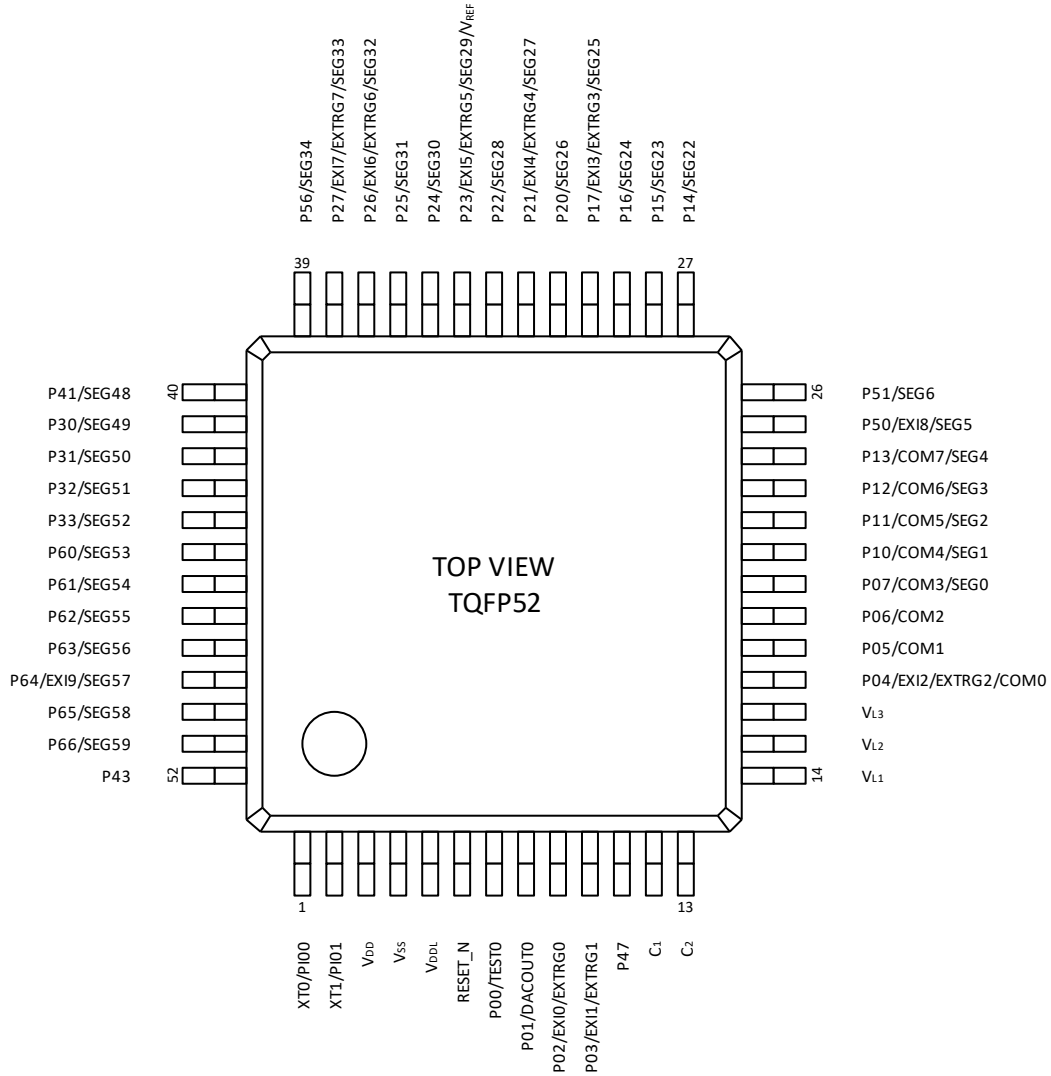 P56/SEG34
P27/EXI7/EXTRG7/SEG33
P26/EXI6/EXTRG6/SEG32
P25/SEG31
P24/SEG30
P23/EXI5/EXTRG5/SEG29/VREF
P22/SEG28
P21/EXI4/EXTRG4/SEG27
P20/SEG26
P17/EXI3/EXTRG3/SEG25
P16/SEG24
P15/SEG23
P14/SEG22
39
27
P41/SEG48
40
26
P51/SEG6
P30/SEG49
P50/EXI8/SEG5
P31/SEG50
P13/COM7/SEG4
P32/SEG51
P12/COM6/SEG3
P33/SEG52
P11/COM5/SEG2
P60/SEG53
P10/COM4/SEG1
TOP VIEW
TQFP52
P61/SEG54
P07/COM3/SEG0
P62/SEG55
P06/COM2
P63/SEG56
P05/COM1
P64/EXI9/SEG57
P04/EXI2/EXTRG2/COM0
P65/SEG58
VL3
P66/SEG59
VL2
P43
52
14
VL1
1
13
XT0/PI00
XT1/PI01
VDD
VSS
VDDL
RESET_N
P00/TEST0
P01/DACOUT0
P02/EXI0/EXTRG0
P03/EXI1/EXTRG1
P47
C1
C2